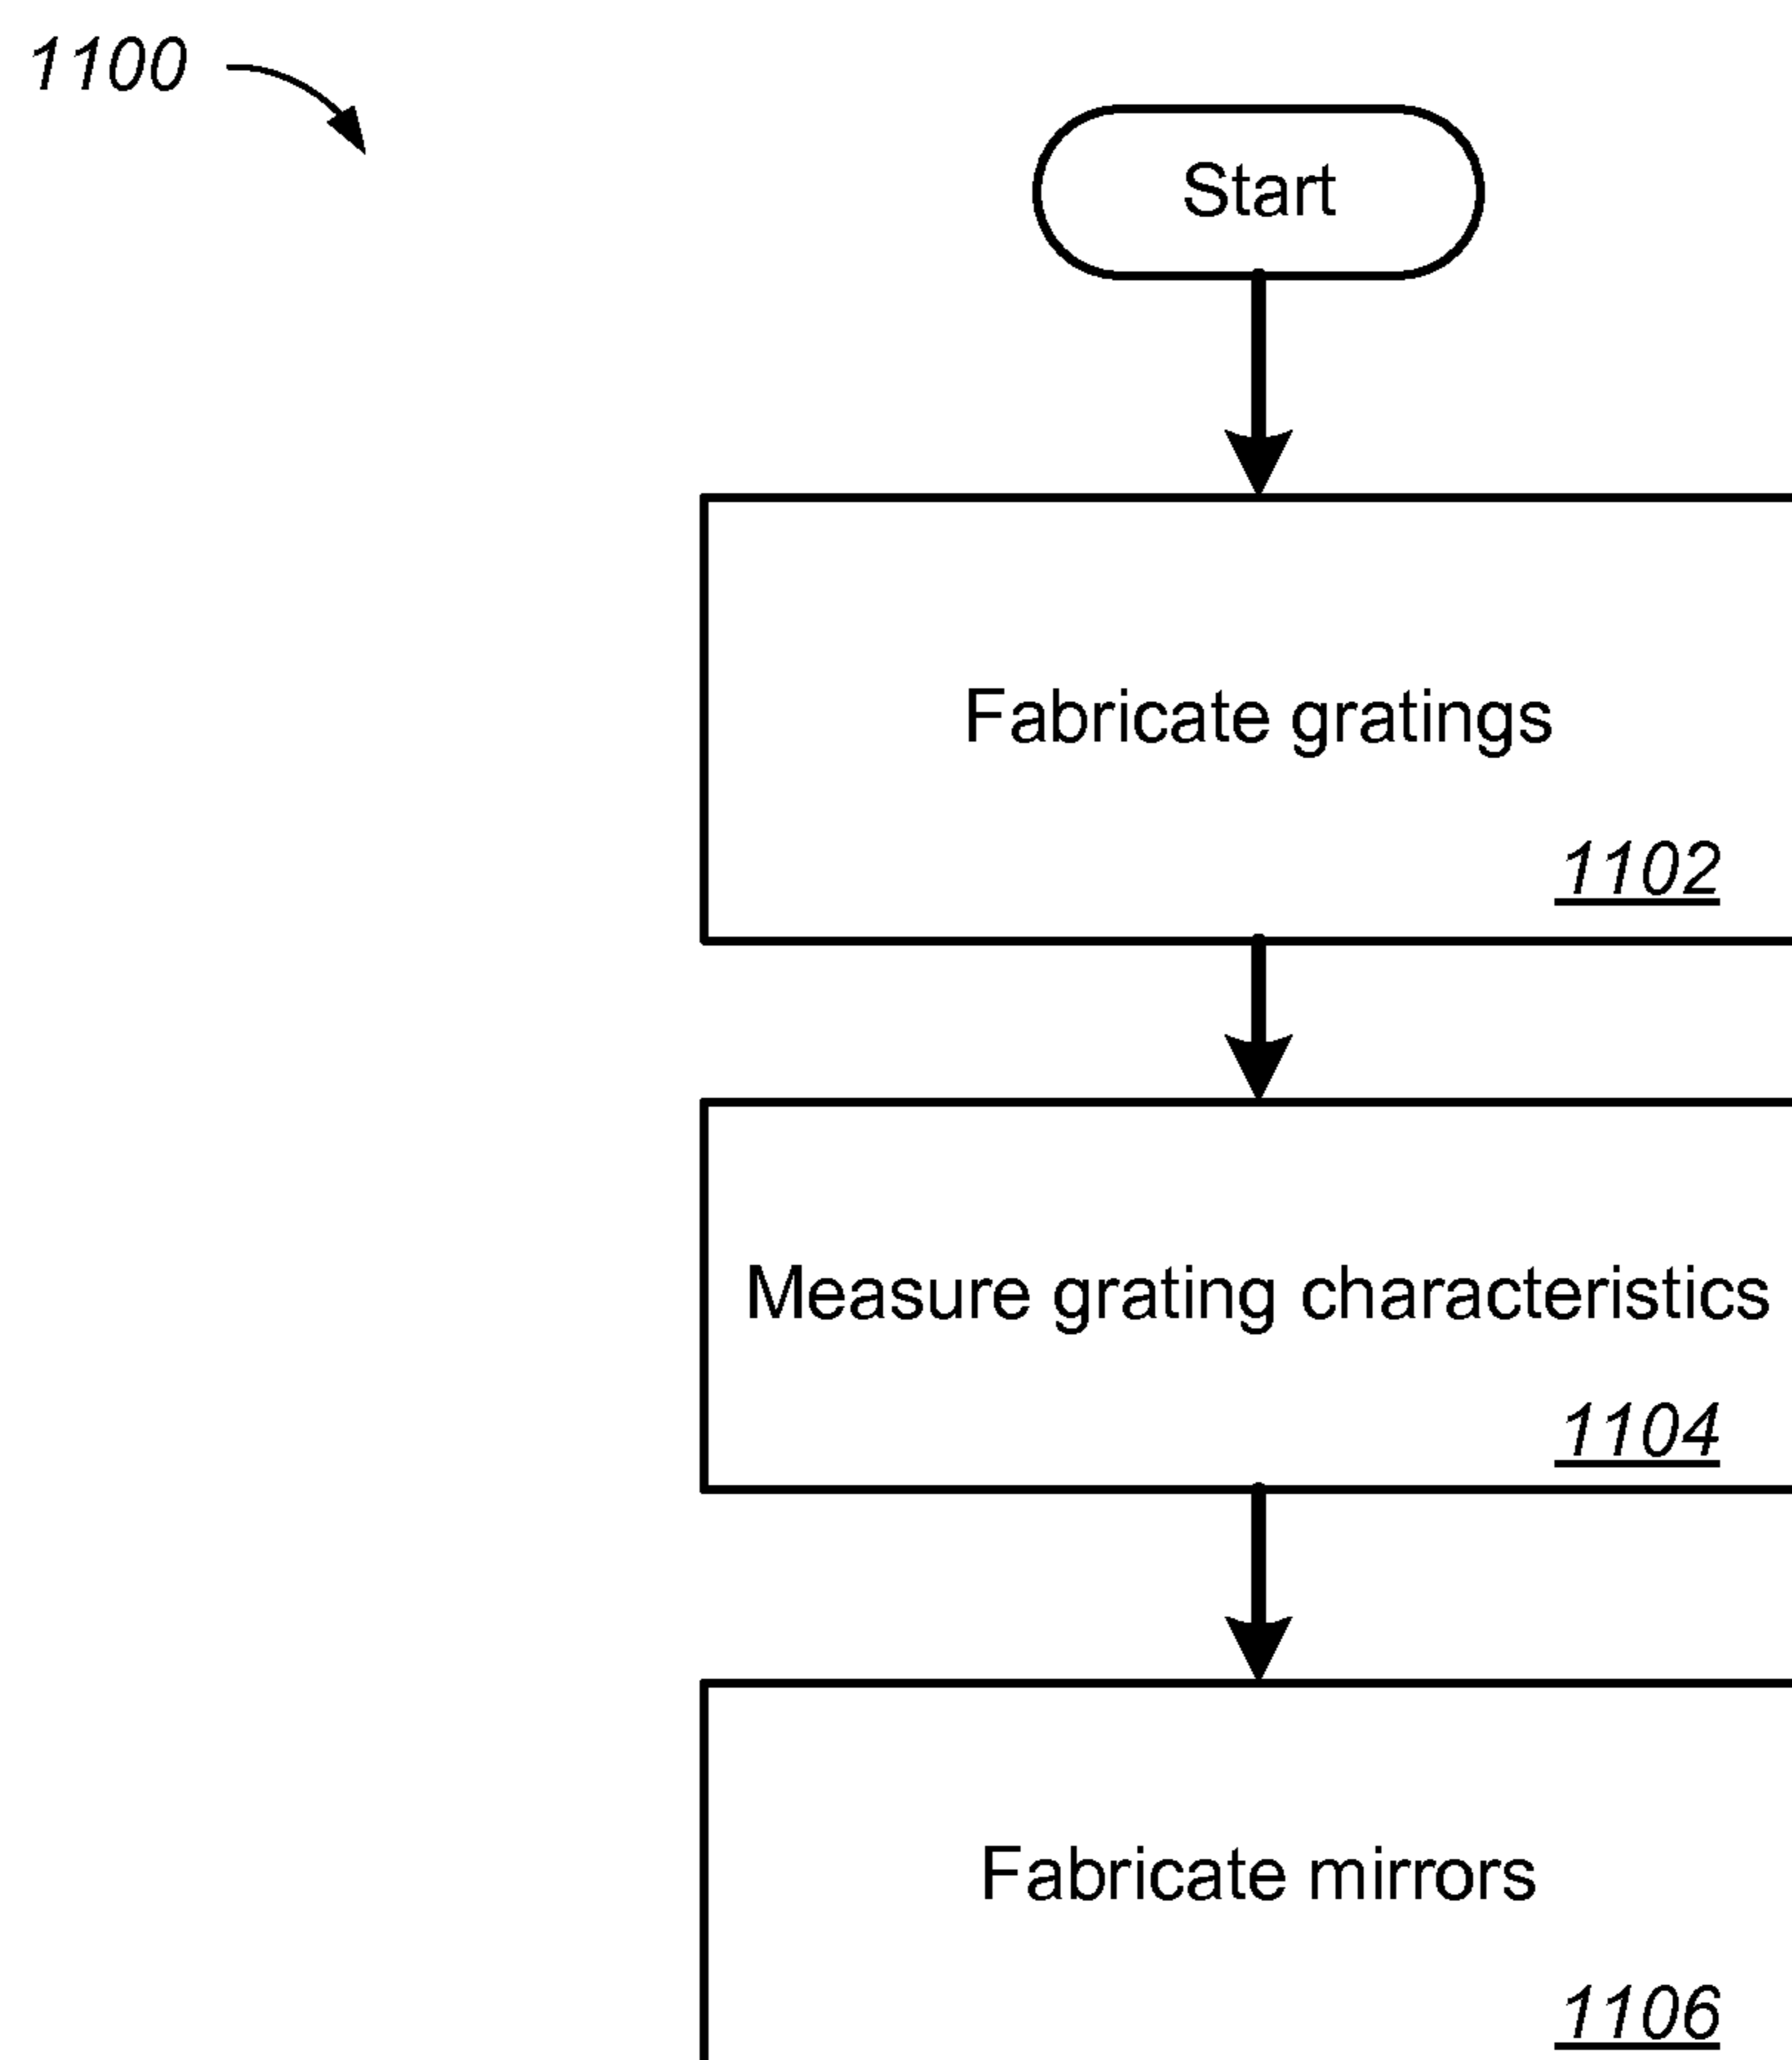 1100
Start
Fabricate gratings
1102
Measure grating characteristics
1104
Fabricate mirrors
1106